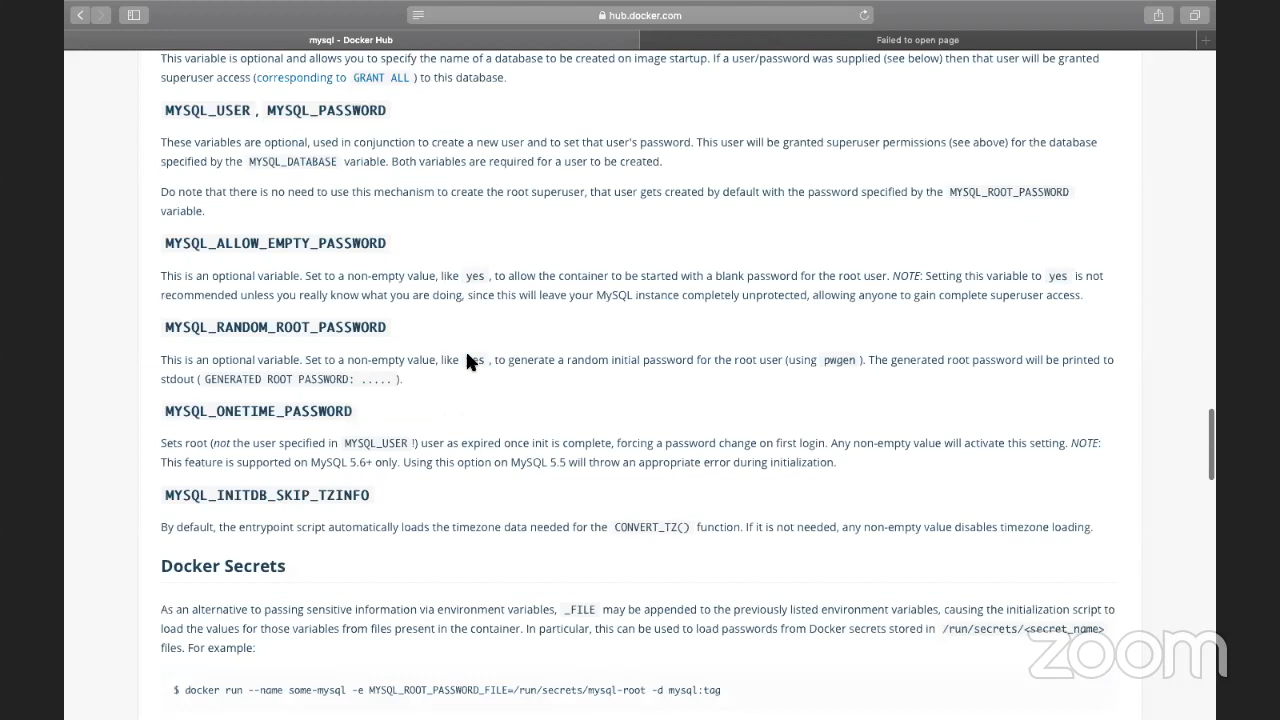 hub.docker.com
mysql - Docker Hub
Failed to open page
This variable is optional and allows you to specify the name of a database to be created on image startup. If a user/password was supplied (see below) then that user will be granted
superuser access (corresponding to GRANT ALL ) to this database.
MYSQL_USER , MYSQL_PASSWORD
These variables are optional, used in conjunction to create a new user and to set that user's password. This user will be granted superuser permissions (see above) for the database
specified by the MYSQL_DATABASE variable. Both variables are required for a user to be created.
Do note that there is no need to use this mechanism to create the root superuser, that user gets created by default with the password specified by the MYSQL_ROOT_PASSWORD
variable.
MYSQL_ALLOW_EMPTY_PASSWORD
This is an optional variable. Set to a non-empty value, like yes , to allow the container to be started with a blank password for the root user. NOTE: Setting this variable to yes is not
recommended unless you really know what you are doing, since this will leave your MySQL instance completely unprotected, allowing anyone to gain complete superuser access.
MYSQL_RANDOM_ROOT_PASSWORD
This is an optional variable. Set to a non-empty value, like yes , to generate a random initial password for the root user (using pwgen ). The generated root password will be printed to
stdout ( GENERATED ROOT PASSWORD: ..... ).
MYSQL_ONETIME_PASSWORD
Sets root (not the user specified in MYSQL_USER !) user as expired once init is complete, forcing a password change on first login. Any non-empty value will activate this setting. NOTE:
This feature is supported on MySQL 5.6+ only. Using this option on MySQL 5.5 will throw an appropriate error during initialization.
MYSQL_INITDB_SKIP_TZINFO
By default, the entrypoint script automatically loads the timezone data needed for the CONVERT_TZ() function. If it is not needed, any non-empty value disables timezone loading.
Docker Secrets
As an alternative to passing sensitive information via environment variables, _FILE may be appended to the previously listed environment variables, causing the initialization script to
load the values for those variables from files present in the container. In particular, this can be used to load passwords from Docker secrets stored in /run/secrets/<secret_name>
files. For example:
$ docker run --name some-mysql -e MYSQL_ROOT_PASSWORD_FILE=/run/secrets/mysql-root -d mysql:tag
zoom